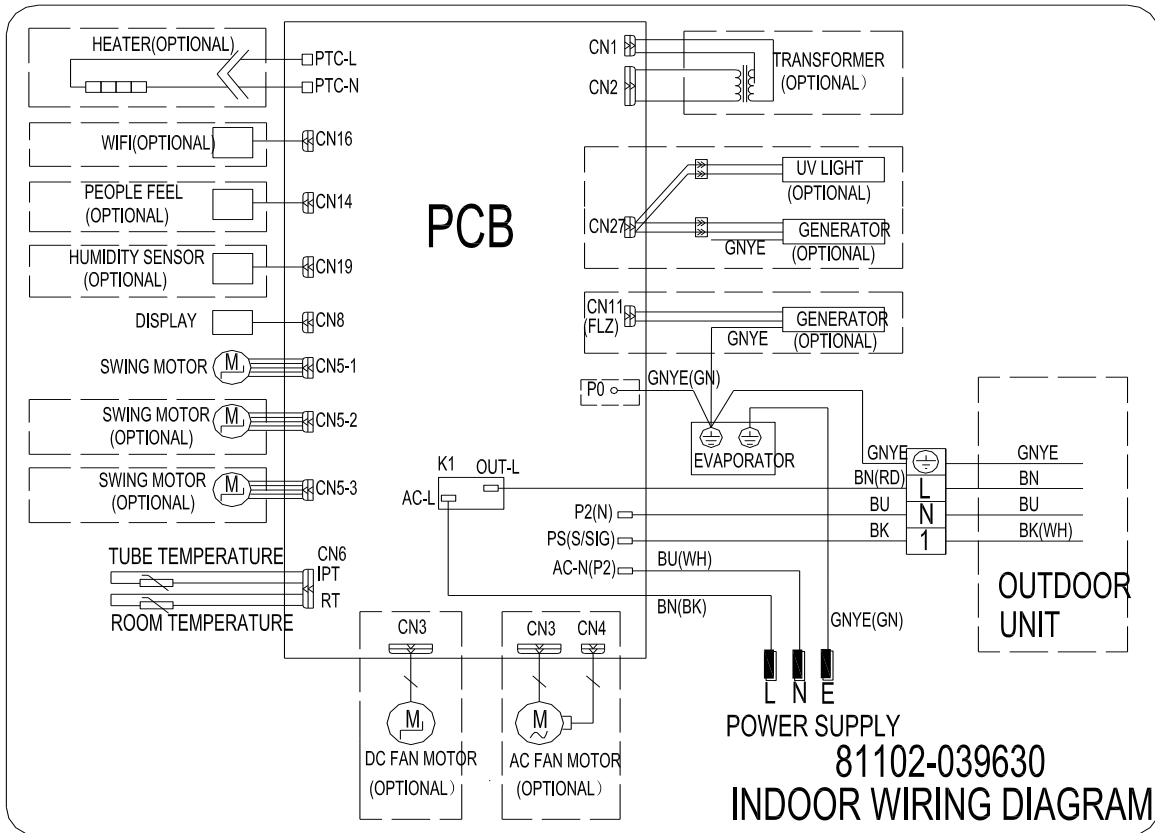 HEATER(OPTIONAL)
PTC-L
PTC-N
WIFI(OPTIONAL)
CN16
PEOPLE FEEL
(OPTIONAL)
CN14
HUMIDITY SENSOR
(OPTIONAL)
CN19
DISPLAY
CN8
SWING MOTOR
M
CN5-1
SWING MOTOR
(OPTIONAL)
M
CN5-2
SWING MOTOR
(OPTIONAL)
M
CN5-3
TUBE TEMPERATURE
CN6
IPT
RT
ROOM TEMPERATURE
PCB
CN1
CN2
TRANSFORMER
(OPTIONAL)
CN27
UV LIGHT
(OPTIONAL)
GENERATOR
GNYE
(OPTIONAL)
CN11
(FLZ)
GENERATOR
GNYE
(OPTIONAL)
P0
GNYE(GN)
EVAPORATOR
K1
OUT-L
AC-L
P2(N)
PS(S/SIG)
AC-N(P2)
BU(WH)
BN(BK)
GNYE(GN)
GNYE
BN(RD)
BU
BK
L
N
1
GNYE
BN
BU
BK(WH)
OUTDOOR
UNIT
CN3
M
DC FAN MOTOR
(OPTIONAL)
CN3
CN4
M
AC FAN MOTOR
(OPTIONAL)
L N E
POWER SUPPLY
81102-039630
INDOOR WIRING DIAGRAM